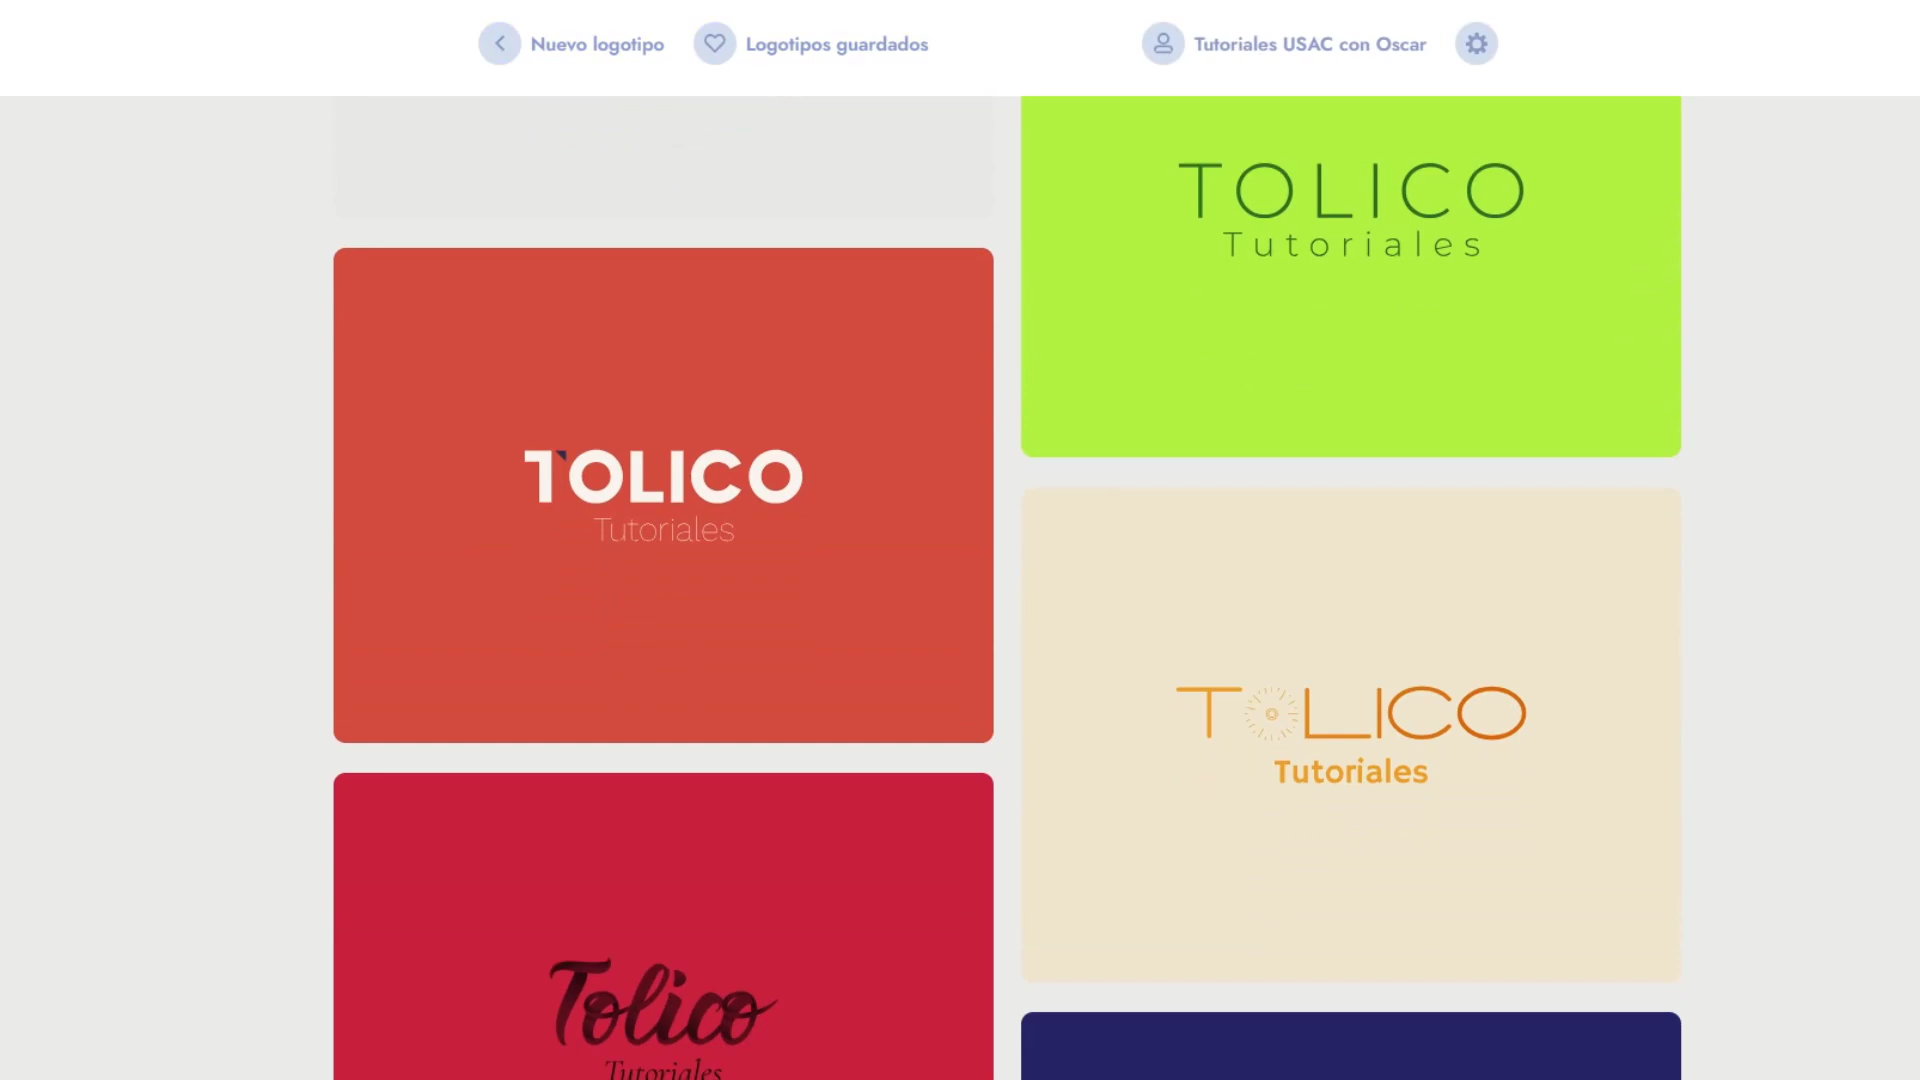 Nuevo logotipo
Logotipos guardados
Tutoriales USAC con Oscar
TOLICO
Tutoriales
TOLICO
Tutoriales
TOLICO
Tutoriales
Tolico
Tutoriales